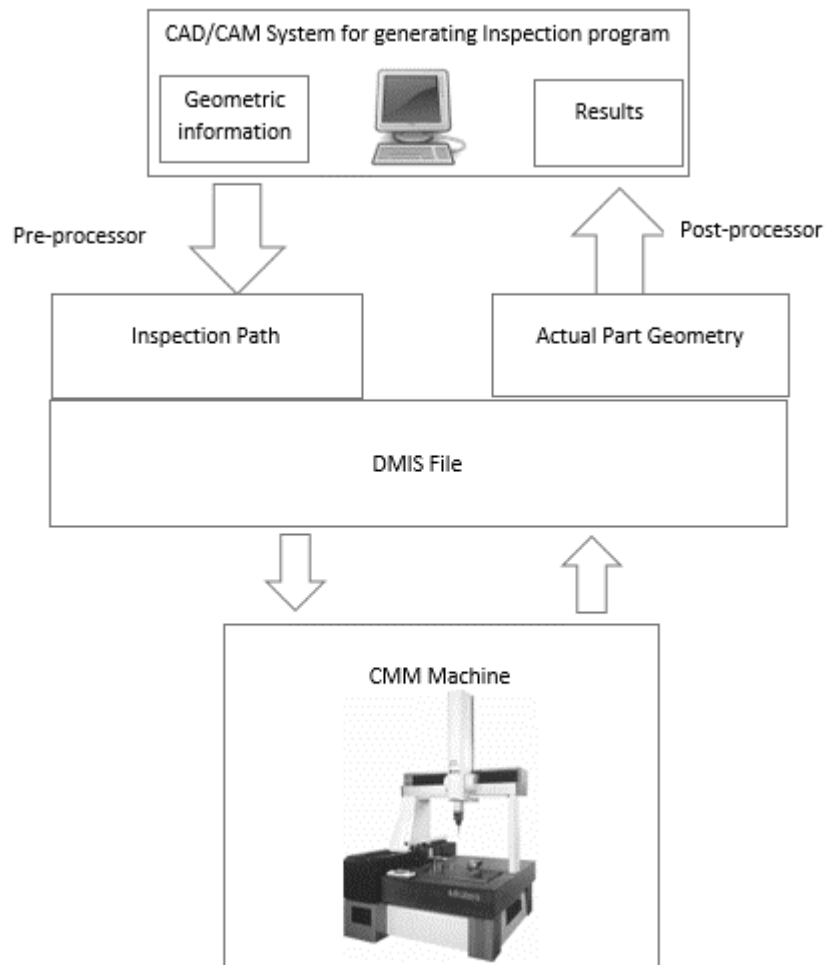 CAD/CAM System for generating Inspection program
Geometric
information
Results
Pre-processor
Post-processor
Inspection Path
Actual Part Geometry
DMIS File
CMM Machine